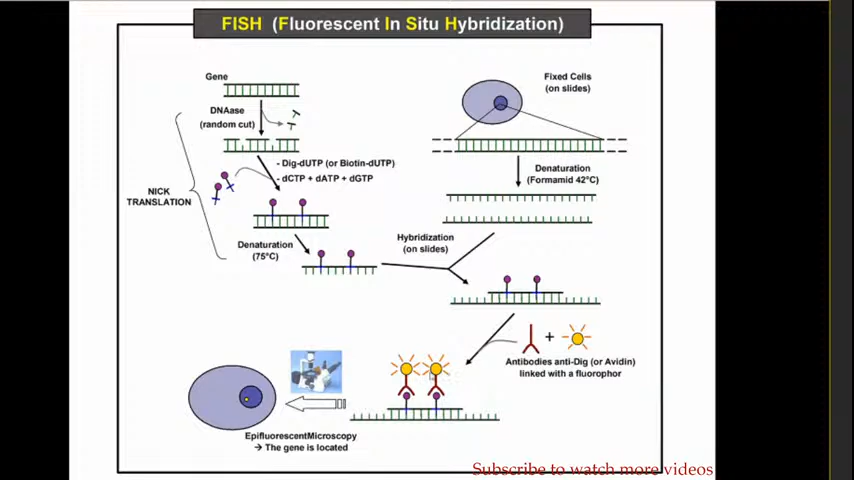 FISH (Fluorescent In Situ Hybridization)
Gene
DNAase
(random cut)
- Dig-dUTP (or Biotin-dUTP)
- dCTP + dATP + dGTP
NICK
TRANSLATION
Denaturation
(75°C)
Fixed Cells
(on slides)
Denaturation
(Formamid 42°C)
Hybridization
(on slides)
+
Antibodies anti-Dig (or Avidin)
linked with a fluorophor
EpifluorescentMicroscopy
→ The gene is located
Subscribe to watch more videos